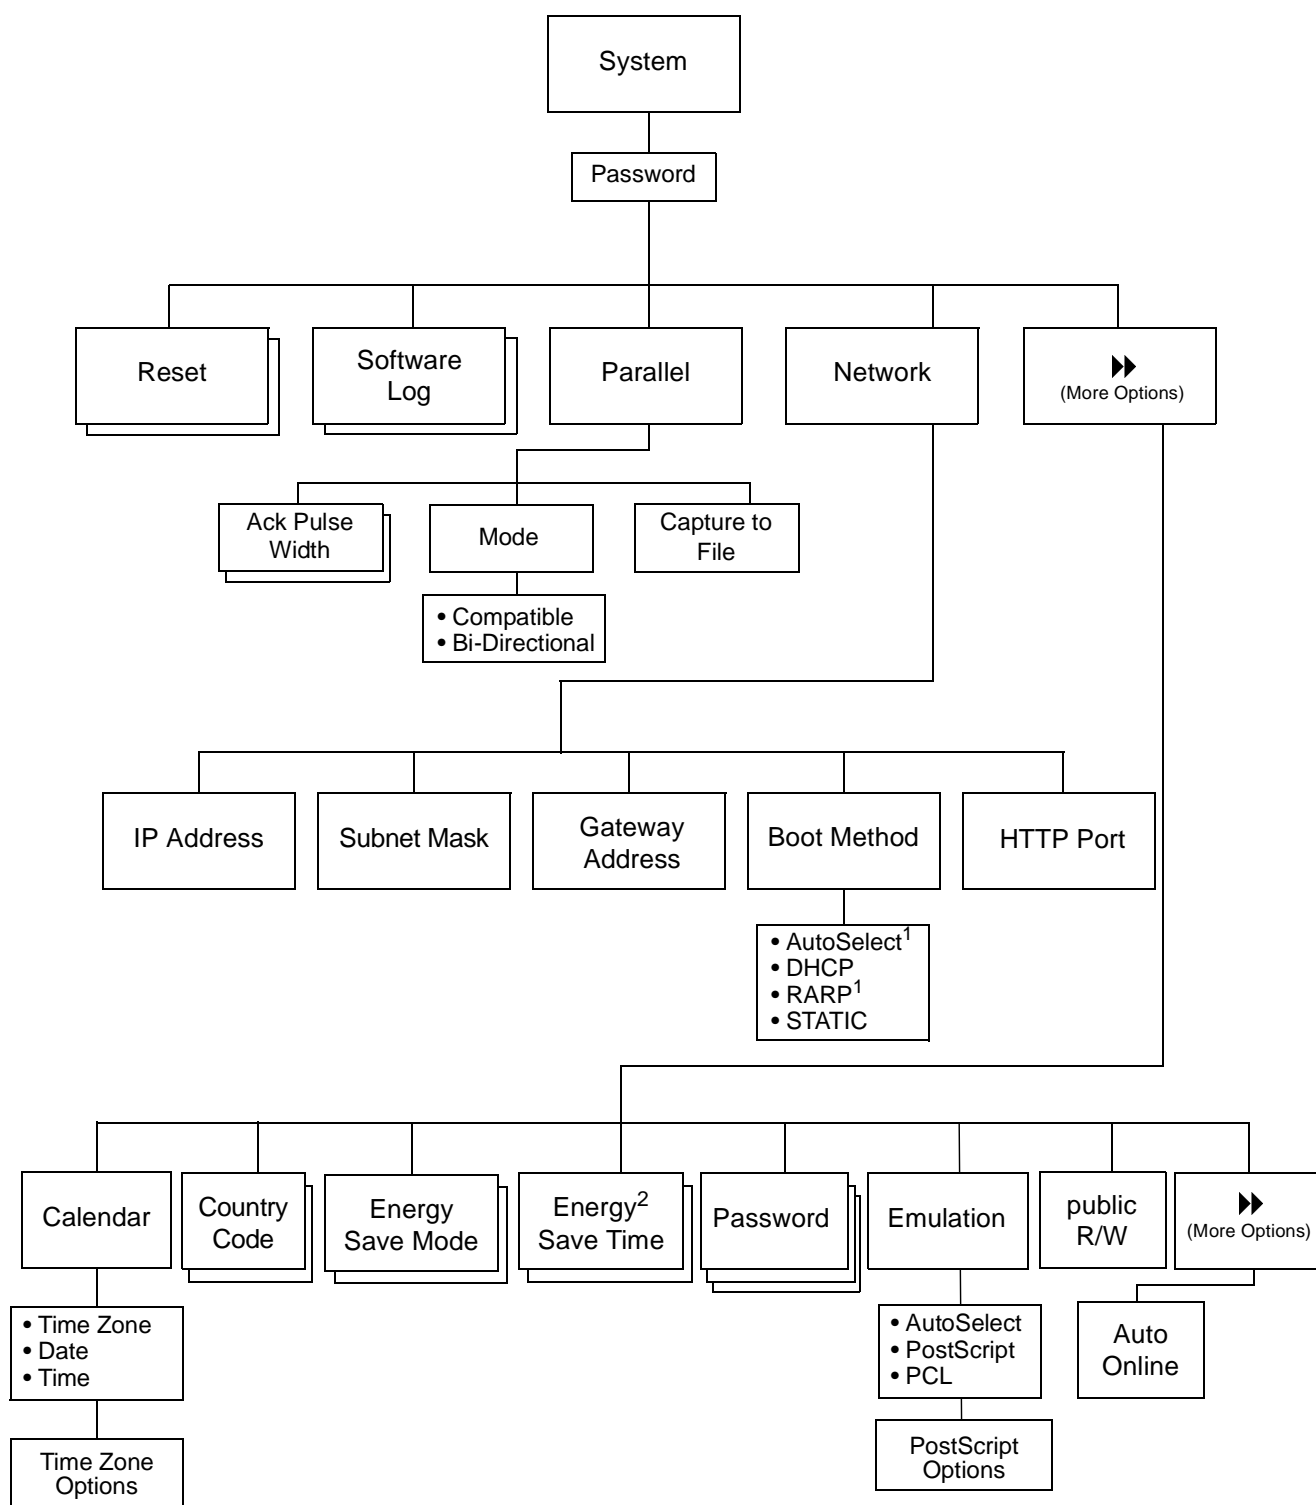 System
Password
Reset
Software
Log
Parallel
Network
(More Options)
Ack Pulse
Width
Mode
Capture to
File
• Compatible
• Bi-Directional
IP Address
Subnet Mask
Gateway
Address
Boot Method
HTTP Port
• AutoSelect1
• DHCP
• RARP1
• STATIC
Calendar
Country
Code
Energy
Save Mode
Energy2
Save Time
Password
Emulation
public
R/W
(More Options)
• Time Zone
• Date
• Time
• AutoSelect
• PostScript
• PCL
Auto
Online
Time Zone
Options
PostScript
Options